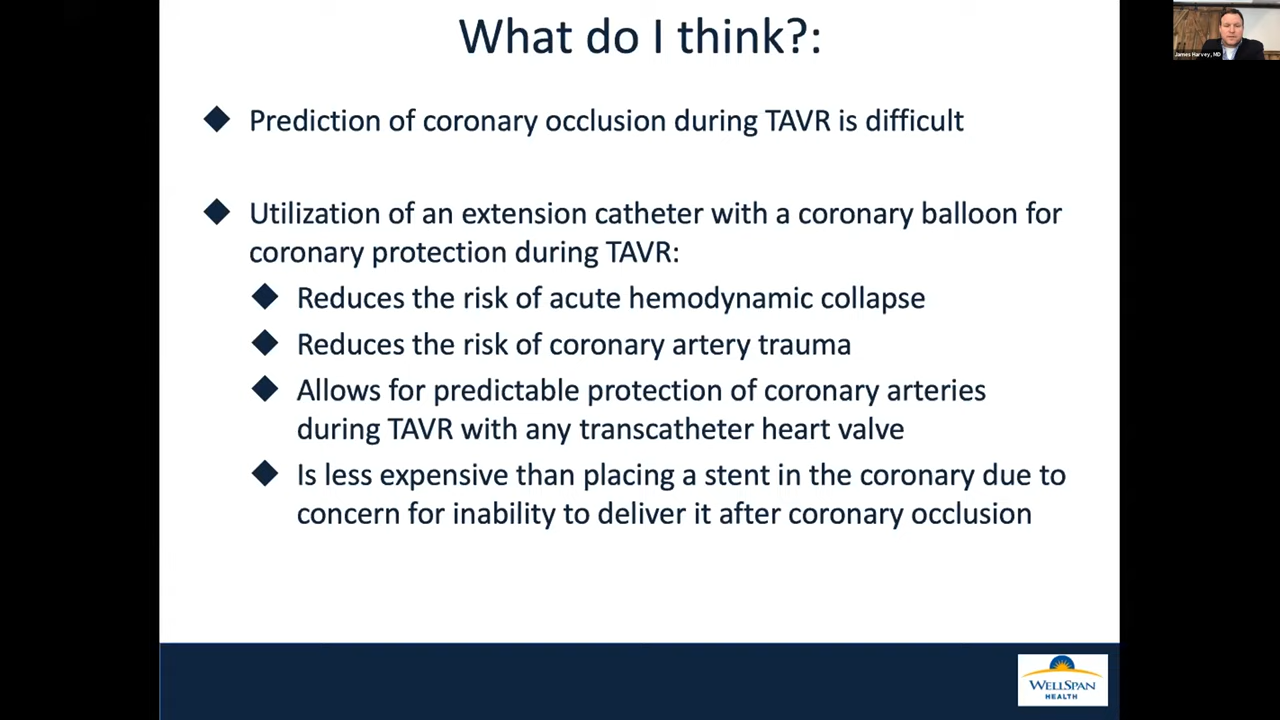 What do I think?:
James Harvey, MD
Prediction of coronary occlusion during TAVR is difficult
Utilization of an extension catheter with a coronary balloon for
coronary protection during TAVR:
Reduces the risk of acute hemodynamic collapse
Reduces the risk of coronary artery trauma
Allows for predictable protection of coronary arteries
during TAVR with any transcatheter heart valve
Is less expensive than placing a stent in the coronary due to
concern for inability to deliver it after coronary occlusion
WELLSPAN
HEALTH